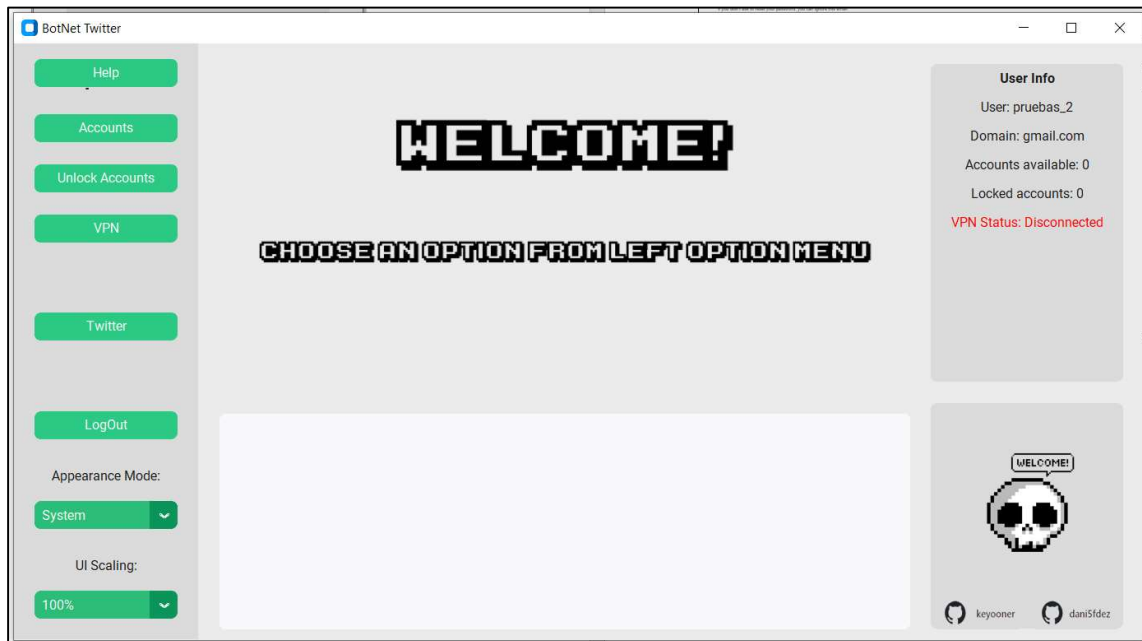 BotNet Twitter
Help
Accounts
Unlock Accounts
VPN
Twitter
LogOut
Appearance Mode:
System
UI Scaling:
100%
WELCOME!
CHOOSE AN OPTION FROM LEFT OPTION MENU
User Info
User: pruebas_2
Domain: gmail.com
Accounts available: 0
Locked accounts: 0
VPN Status: Disconnected
WELCOME!
keyooner
dani5fdez